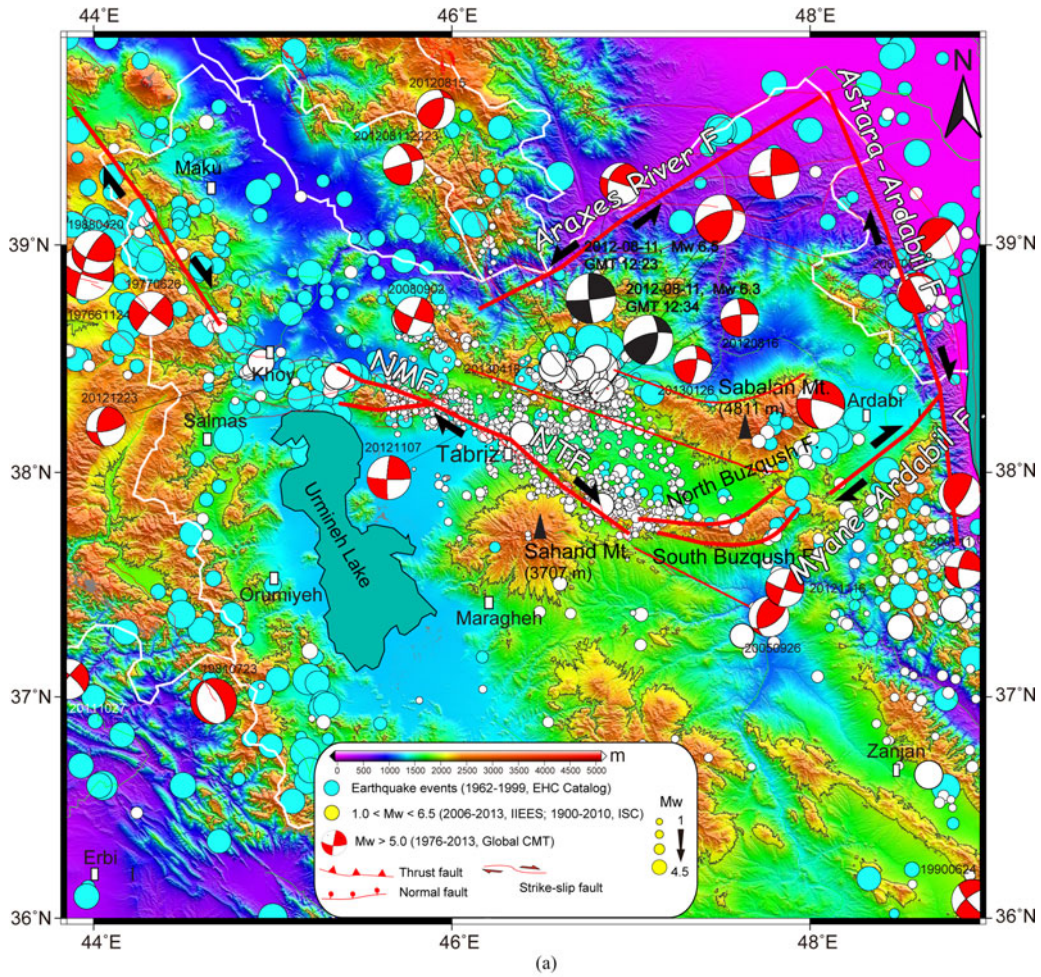 44°E
46°E
48°E
N
20120815
201208112223
Maku
Araxes River F.
Astara-Ardabil F.
39°N
39°N
19880420
2012-08-11, Mw 6.5
GMT 12:23
19770526
20080902
2012-08-11, Mw 6.3
GMT 12:34
197661124
20120816
Khoy
NMF
20130416
20130126
Sabalan Mt.
(4811 m)
Ardabi
20121223
Salmas
Tabriz
NTF
20121107
38°N
38°N
North Buzqush F
Urmineh Lake
Sahand Mt.
(3707 m)
South Buzqush F
Myane-Ardabil F
Orumiyeh
Maragheh
20050926
37°N
37°N
19810723
20111027
Zanjan
m
0 500 1000 1500 2000 2500 3000 3500 4000 4500 5000
Earthquake events (1962-1999, EHC Catalog)
1.0 < Mw < 6.5 (2006-2013, IIEES; 1900-2010, ISC)
Mw > 5.0 (1976-2013, Global CMT)
Thrust fault
Normal fault
Strike-slip fault
Mw
1
4.5
Erbi
19900624
36°N
36°N
44°E
46°E
48°E
(a)